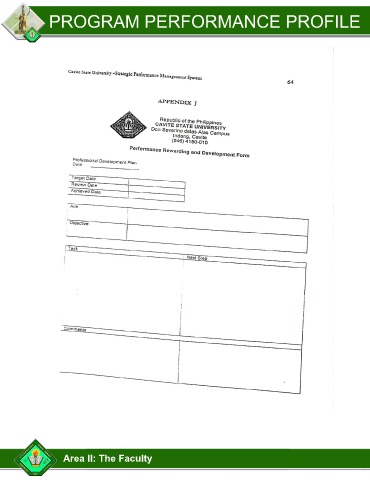 PROGRAM PERFORMANCE PROFILE
Cavite State University -Strategic Performance Management System
64
APPENDIX J
Republic of the Philippines
CAVITE STATE UNIVERSITY
Don Severino delas Alas Campus
Indang, Cavite
(046) 4150-010
Performance Rewarding and Development Form
Professional Development Plan
Date
Target Date
Review Date
Achieved Date
Aim
Objective
Task
Next Step
Comments
Area II: The Faculty